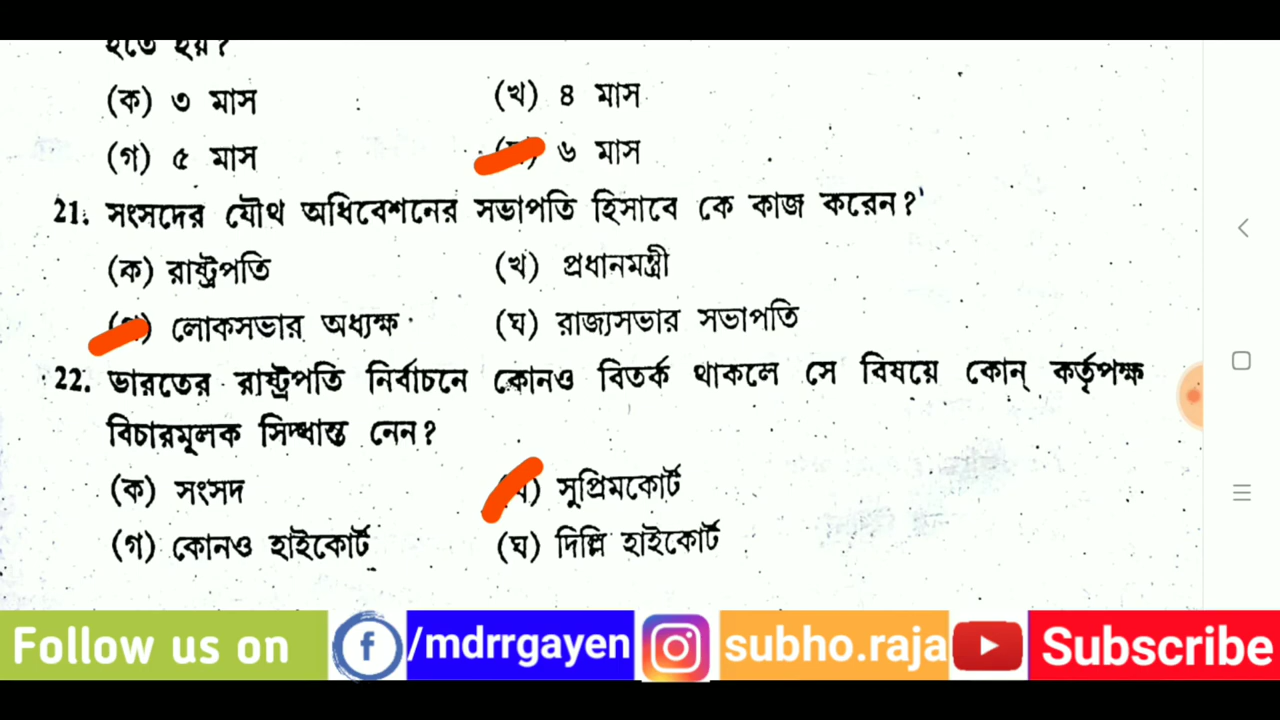 হতে হয়?
(ক) ৩ মাস (খ) ৪ মাস
(গ) ৫ মাস ৬ মাস
21. সংসদের যৌথ অধিবেশনের সভাপতি হিসাবে কে কাজ করেন?
(ক) রাষ্ট্রপতি (খ) প্রধানমন্ত্রী
লোকসভার অধ্যক্ষ (ঘ) রাজ্যসভার সভাপতি
22. ভারতের রাষ্ট্রপতি নির্বাচনে কোনও বিতর্ক থাকলে সে বিষয়ে কোন্ কর্তৃপক্ষ
বিচারমূলক সিদ্ধান্ত নেন?
(ক) সংসদ সুপ্রিমকোর্ট
(গ) কোনও হাইকোর্ট (ঘ) দিল্লি হাইকোর্ট
Follow us on f /mdrrgayen subho.raja Subscribe